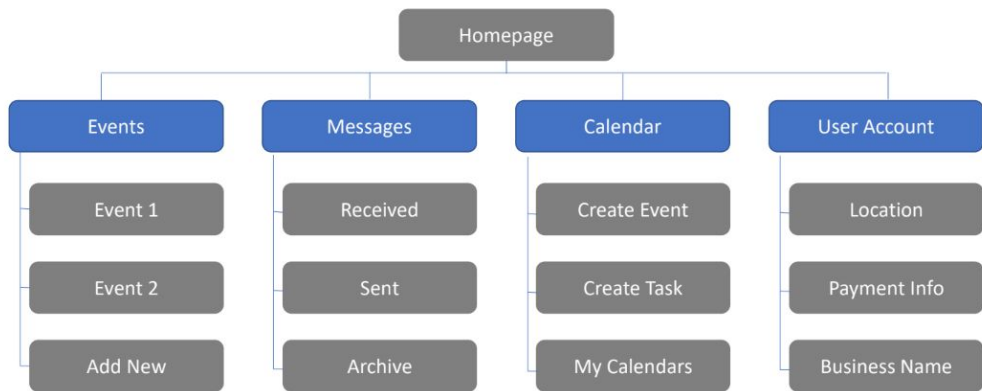 Homepage
Events
Messages
Calendar
User Account
Event 1
Received
Create Event
Location
Event 2
Sent
Create Task
Payment Info
Add New
Archive
My Calendars
Business Name